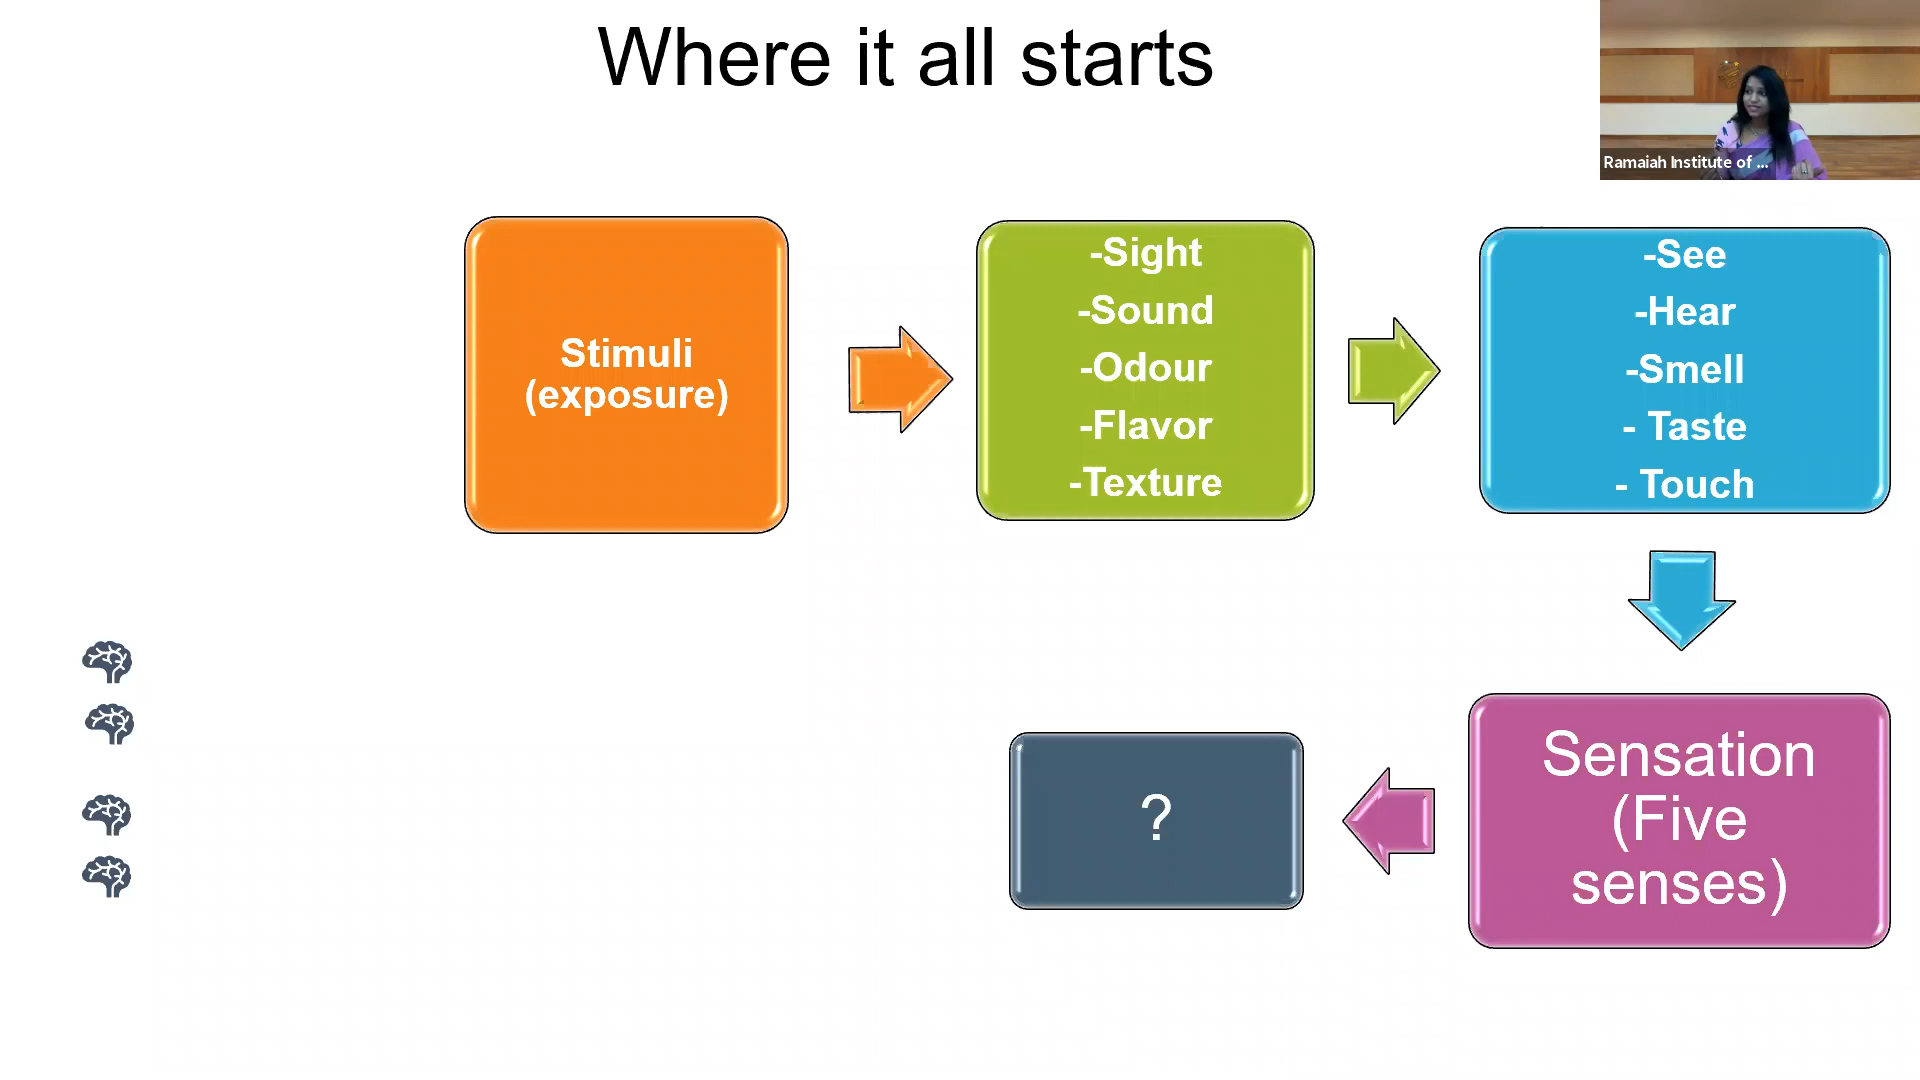 Where it all starts
Ramaiah Institute of ...
Stimuli
(exposure)
-Sight
-Sound
-Odour
-Flavor
-Texture
-See
-Hear
-Smell
- Taste
- Touch
Sensation
(Five
senses)
?